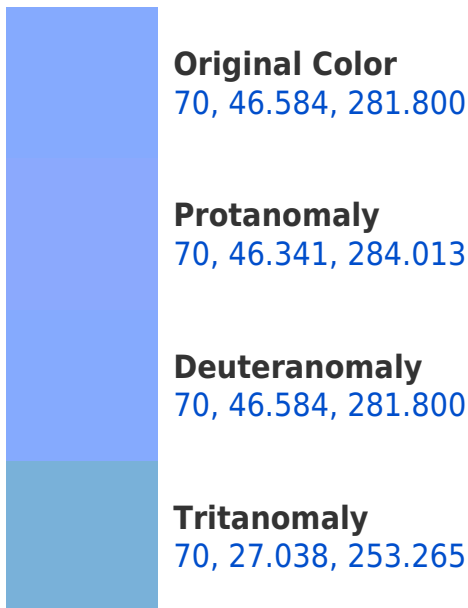 Original Color
70, 46.584, 281.800
Protanomaly
70, 46.341, 284.013
Deuteranomaly
70, 46.584, 281.800
Tritanomaly
70, 27.038, 253.265